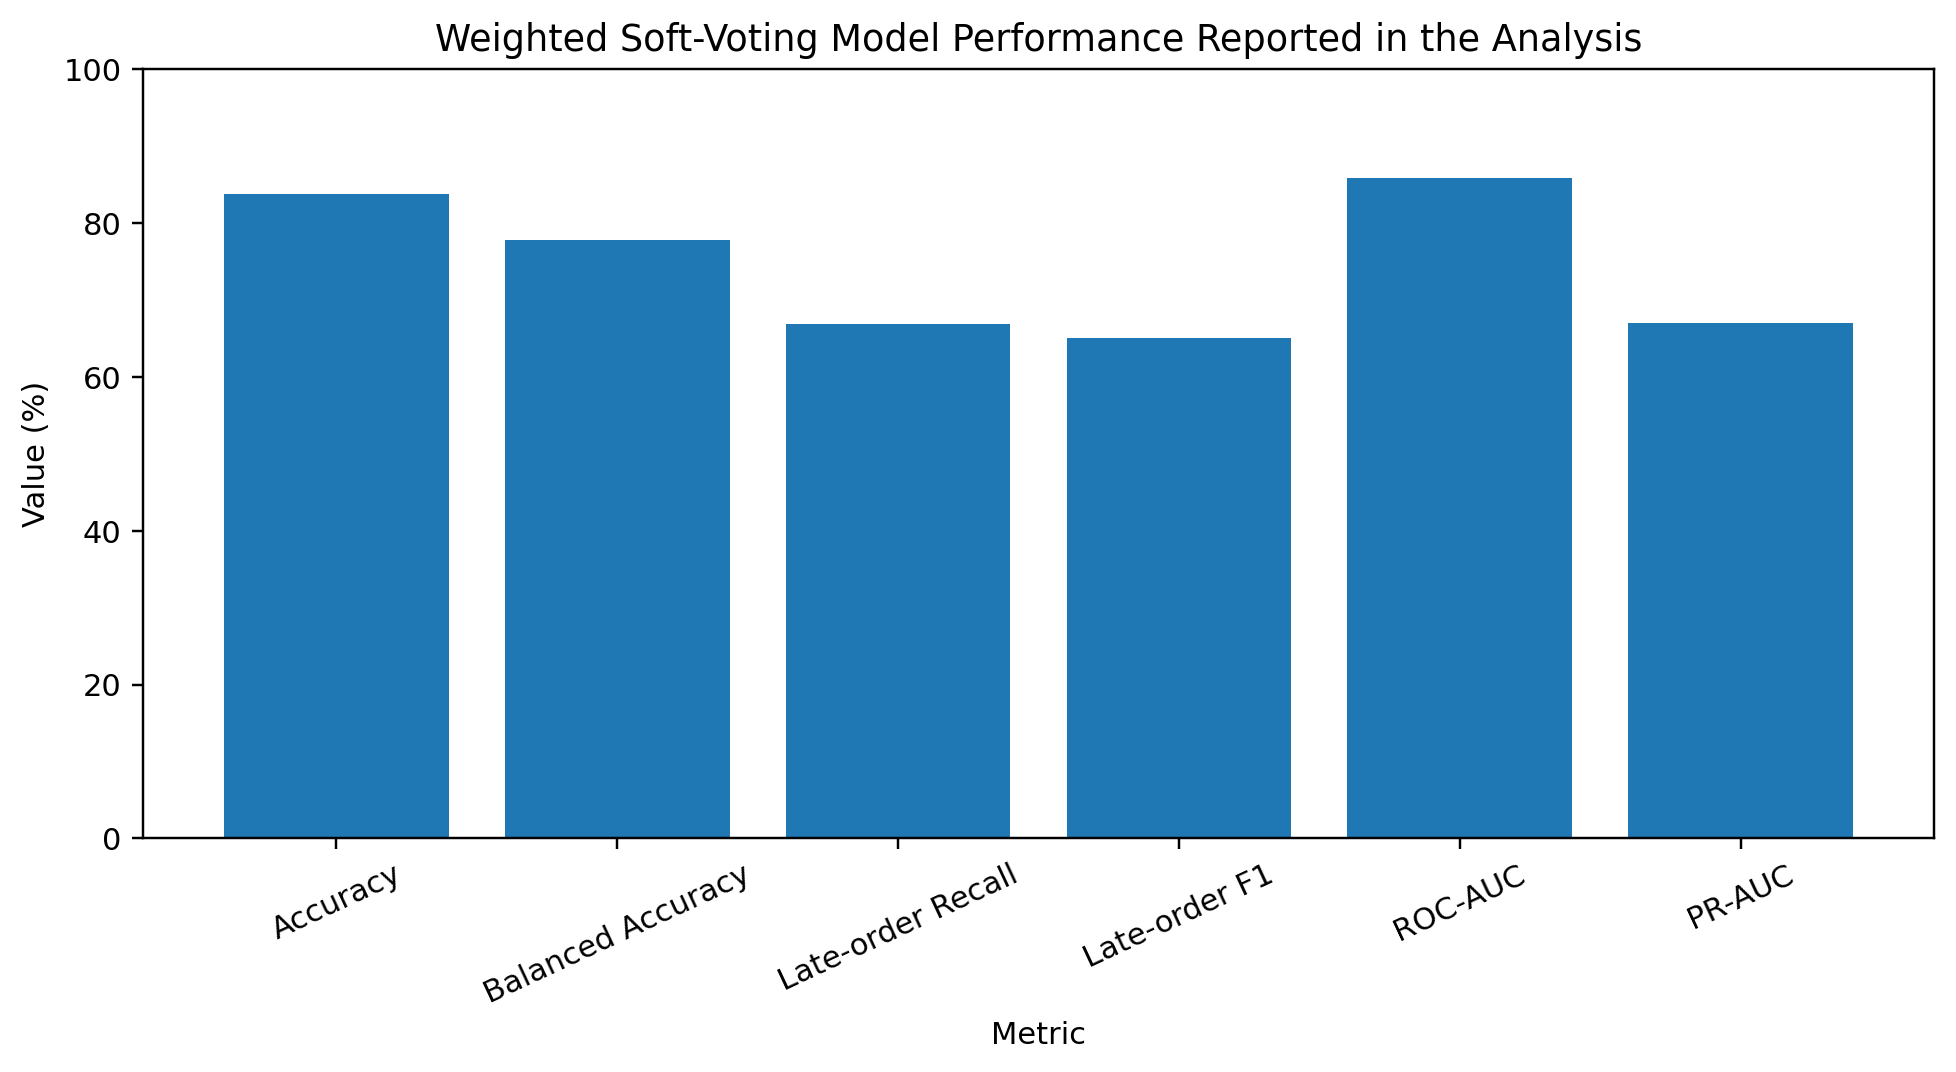 Weighted Soft-Voting Model Performance Reported in the Analysis
100
80
60
40
20
0
Value (%)
Accuracy
Balanced Accuracy
Late-order Recall
Late-order F1
ROC-AUC
PR-AUC
Metric